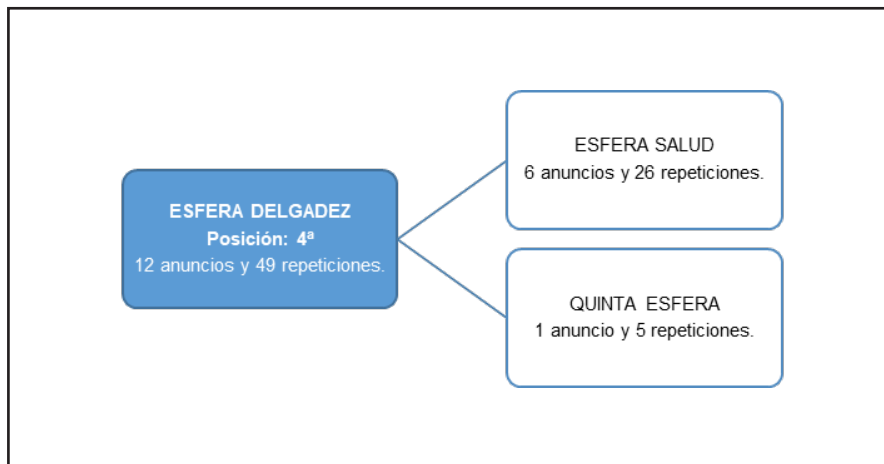 ESFERA DELGADEZ
Posición: 4ª
12 anuncios y 49 repeticiones.
ESFERA SALUD
6 anuncios y 26 repeticiones.
QUINTA ESFERA
1 anuncio y 5 repeticiones.